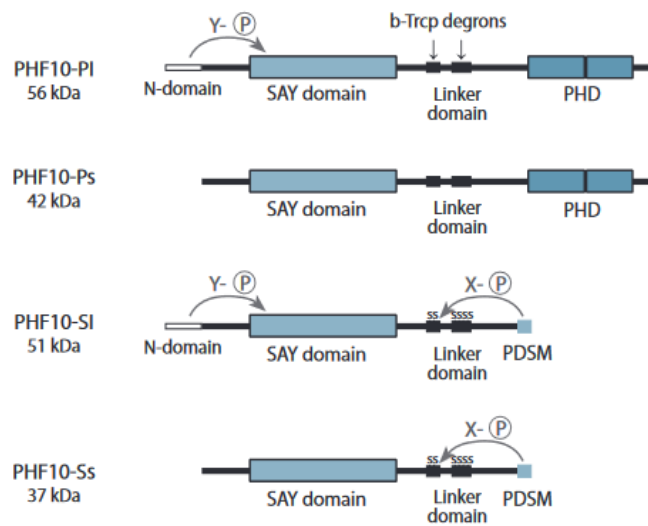 Y- P b-Trcp degrons
PHF10-Pl
56 kDa
N-domain SAY domain Linker domain PHD
PHF10-Ps
42 kDa
SAY domain Linker domain PHD
Y- P X- P
ss ssss
PHF10-Sl
51 kDa
N-domain SAY domain Linker domain PDSM
X- P
ss ssss
PHF10-Ss
37 kDa
SAY domain Linker domain PDSM